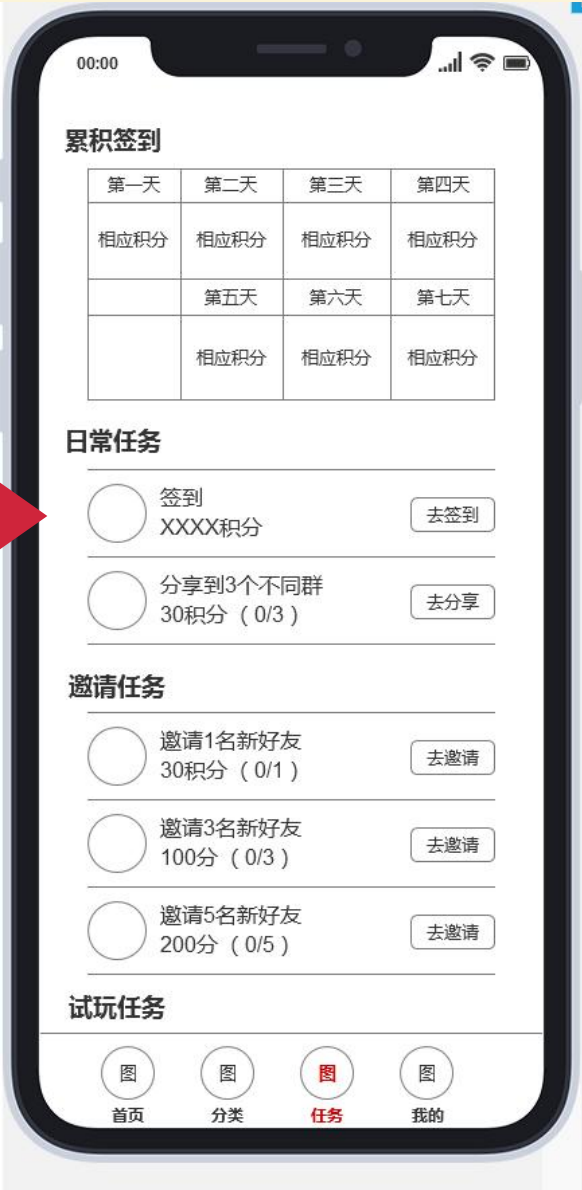 00:00
累积签到
第一天 第二天 第三天 第四天
相应积分 相应积分 相应积分 相应积分
第五天 第六天 第七天
相应积分 相应积分 相应积分
日常任务
签到
XXXX积分
去签到
分享到3个不同群
30积分（0/3）
去分享
邀请任务
邀请1名新好友
30积分（0/1）
去邀请
邀请3名新好友
100分（0/3）
去邀请
邀请5名新好友
200分（0/5）
去邀请
试玩任务
图 图 图 图
首页 分类 任务 我的